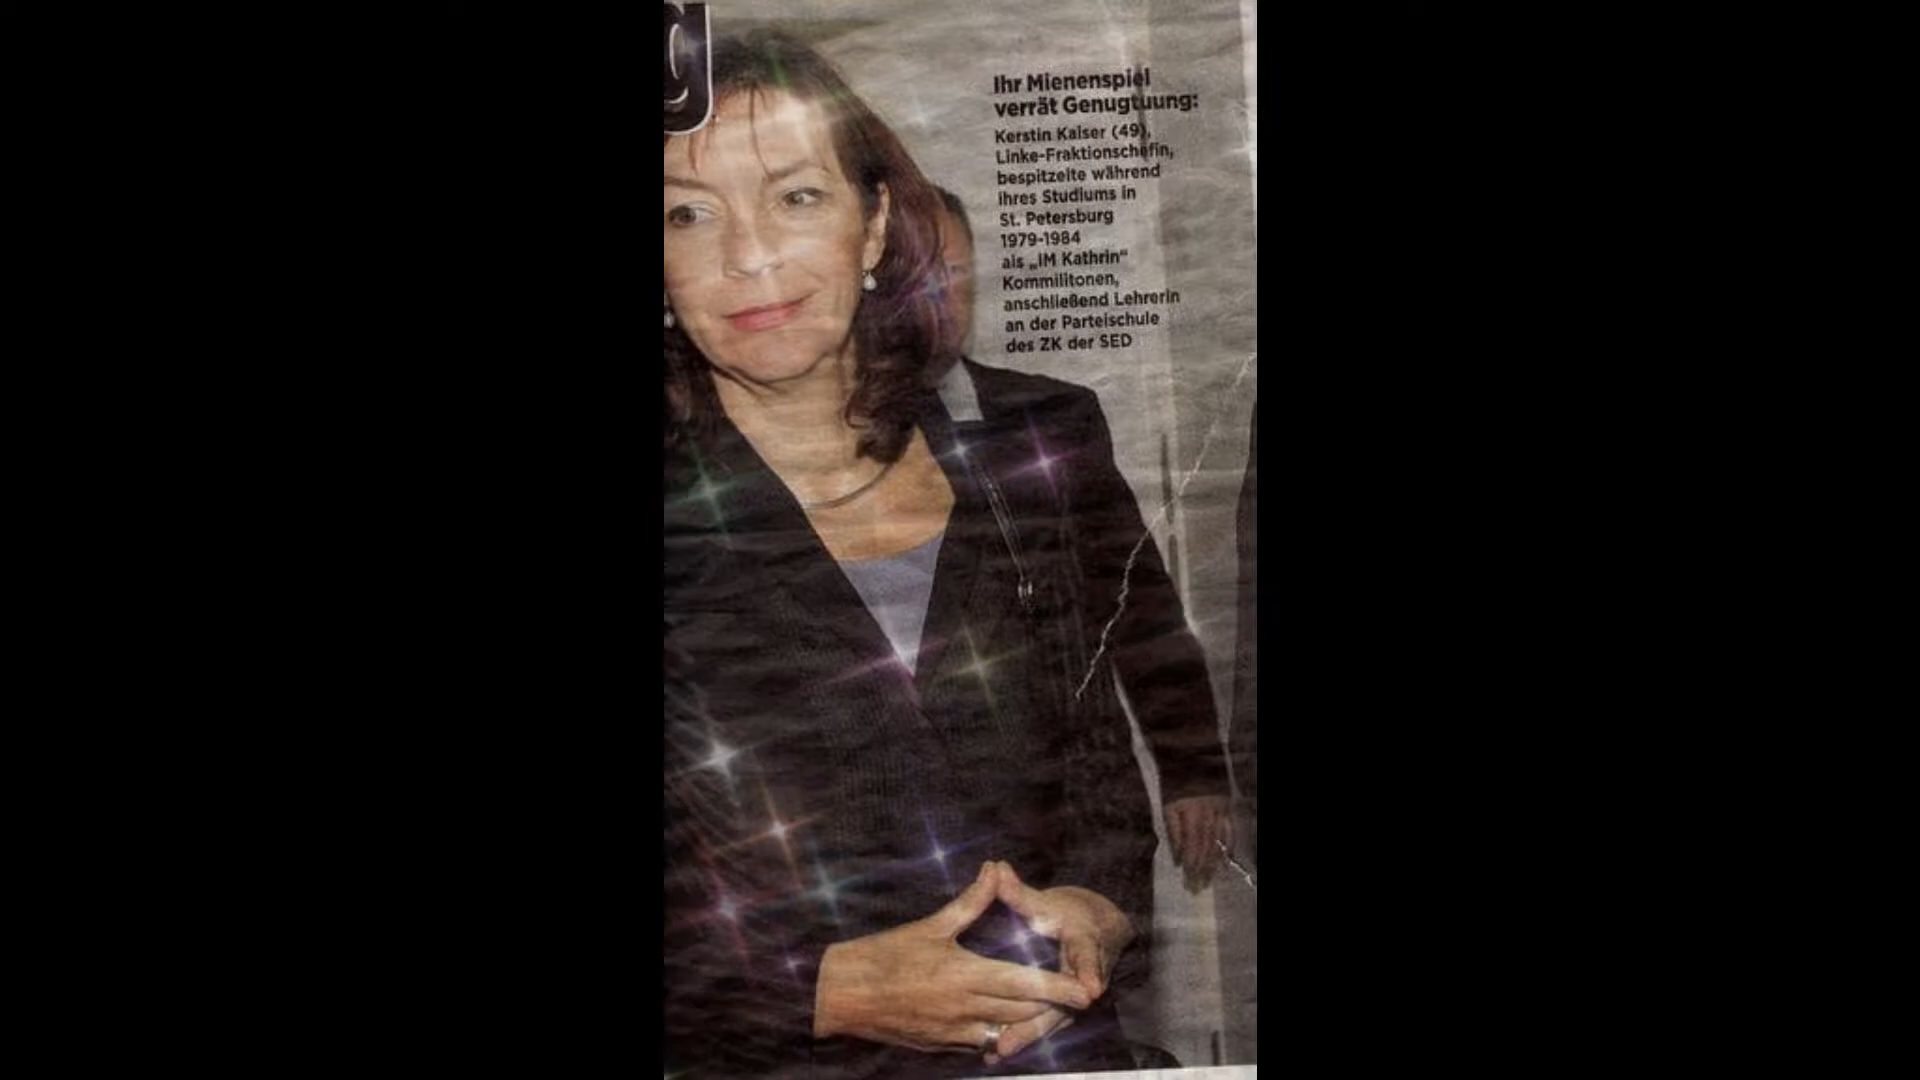 g
Ihr Mienenspiel
verrät Genugtuung:
Kerstin Kaiser (49),
Linke-Fraktionschefin,
bespitzelte während
ihres Studiums in
St. Petersburg
1979-1984
als „IM Kathrin“
Kommilitonen,
anschließend Lehrerin
an der Parteischule
des ZK der SED